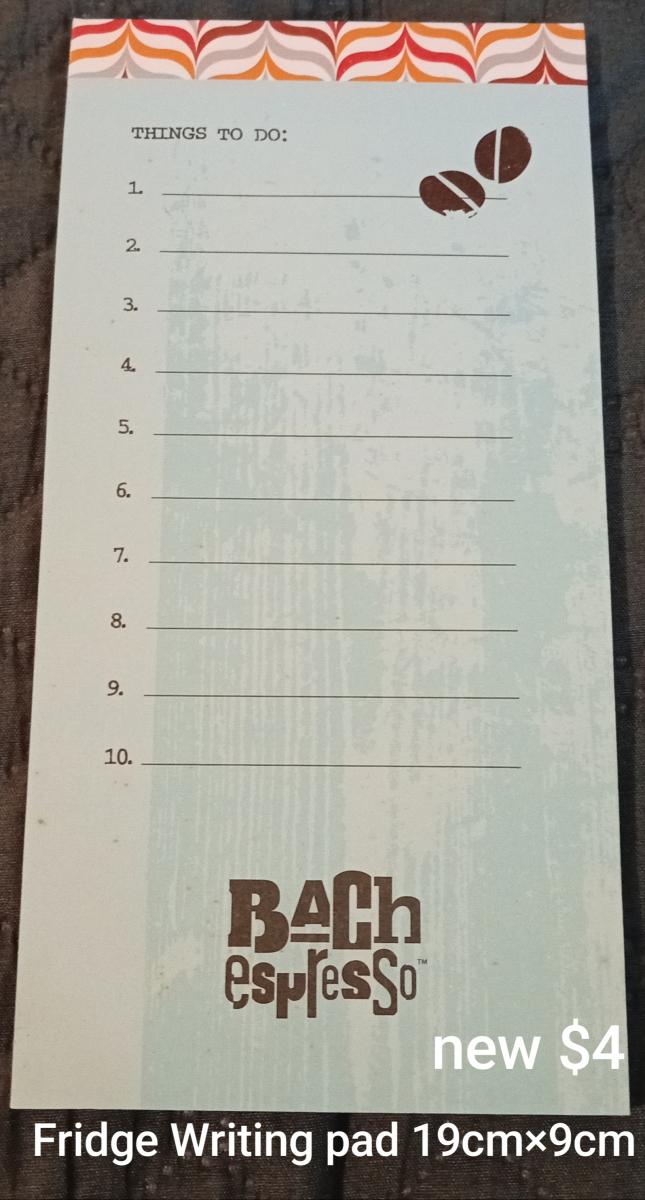 THINGS TO DO:
1.
2.
3.
4.
5.
6.
7.
8.
9.
10.
BACh
espresso™
new $4
Fridge Writing pad 19cm×9cm